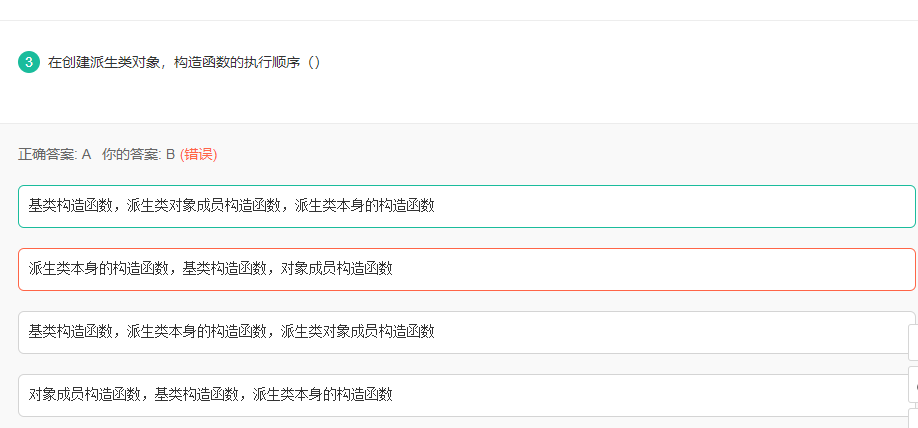 3 在创建派生类对象，构造函数的执行顺序（）
正确答案: A 你的答案: B (错误)
基类构造函数，派生类对象成员构造函数，派生类本身的构造函数
派生类本身的构造函数，基类构造函数，对象成员构造函数
基类构造函数，派生类本身的构造函数，派生类对象成员构造函数
对象成员构造函数，基类构造函数，派生类本身的构造函数